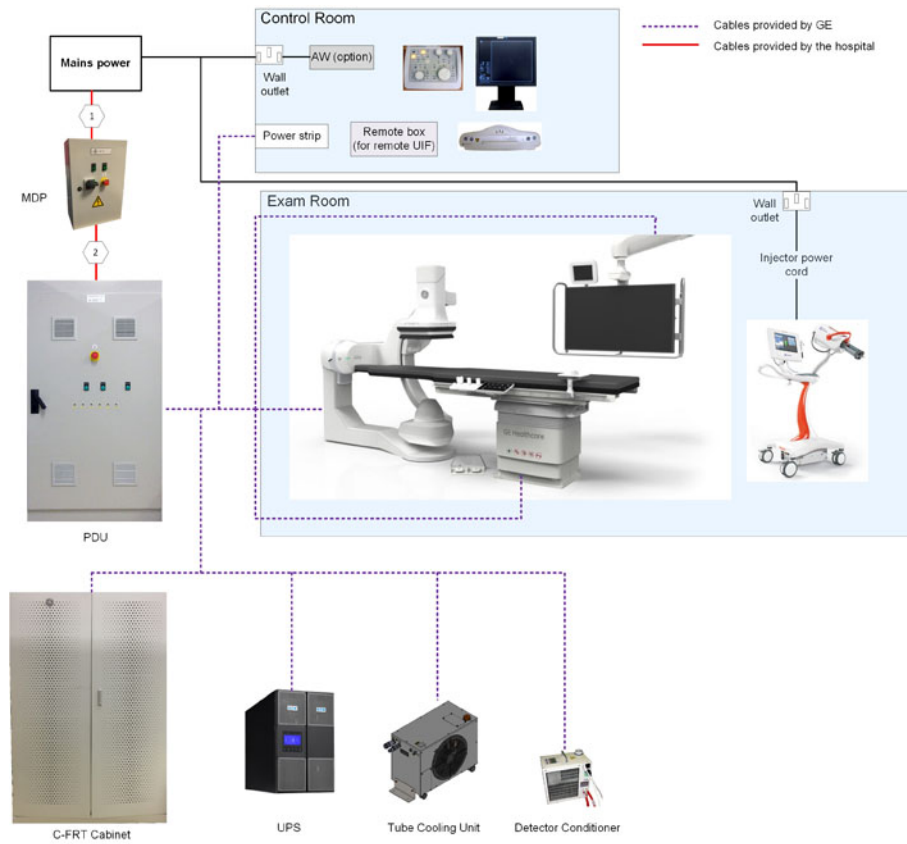 Control Room
Cables provided by GE
Cables provided by the hospital
Mains power
AW (option)
Wall
outlet
1
Power strip
Remote box
(for remote UIF)
MDP
Exam Room
Wall
outlet
2
Injector power
cord
GE Healthcare
PDU
C-FRT Cabinet
UPS
Tube Cooling Unit
Detector Conditioner